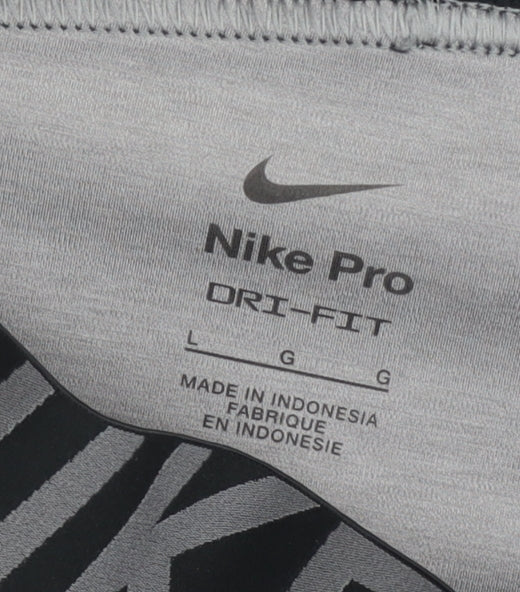 Nike Pro
DRI-FIT
L G G
MADE IN INDONESIA
FABRIQUE
EN INDONESIE